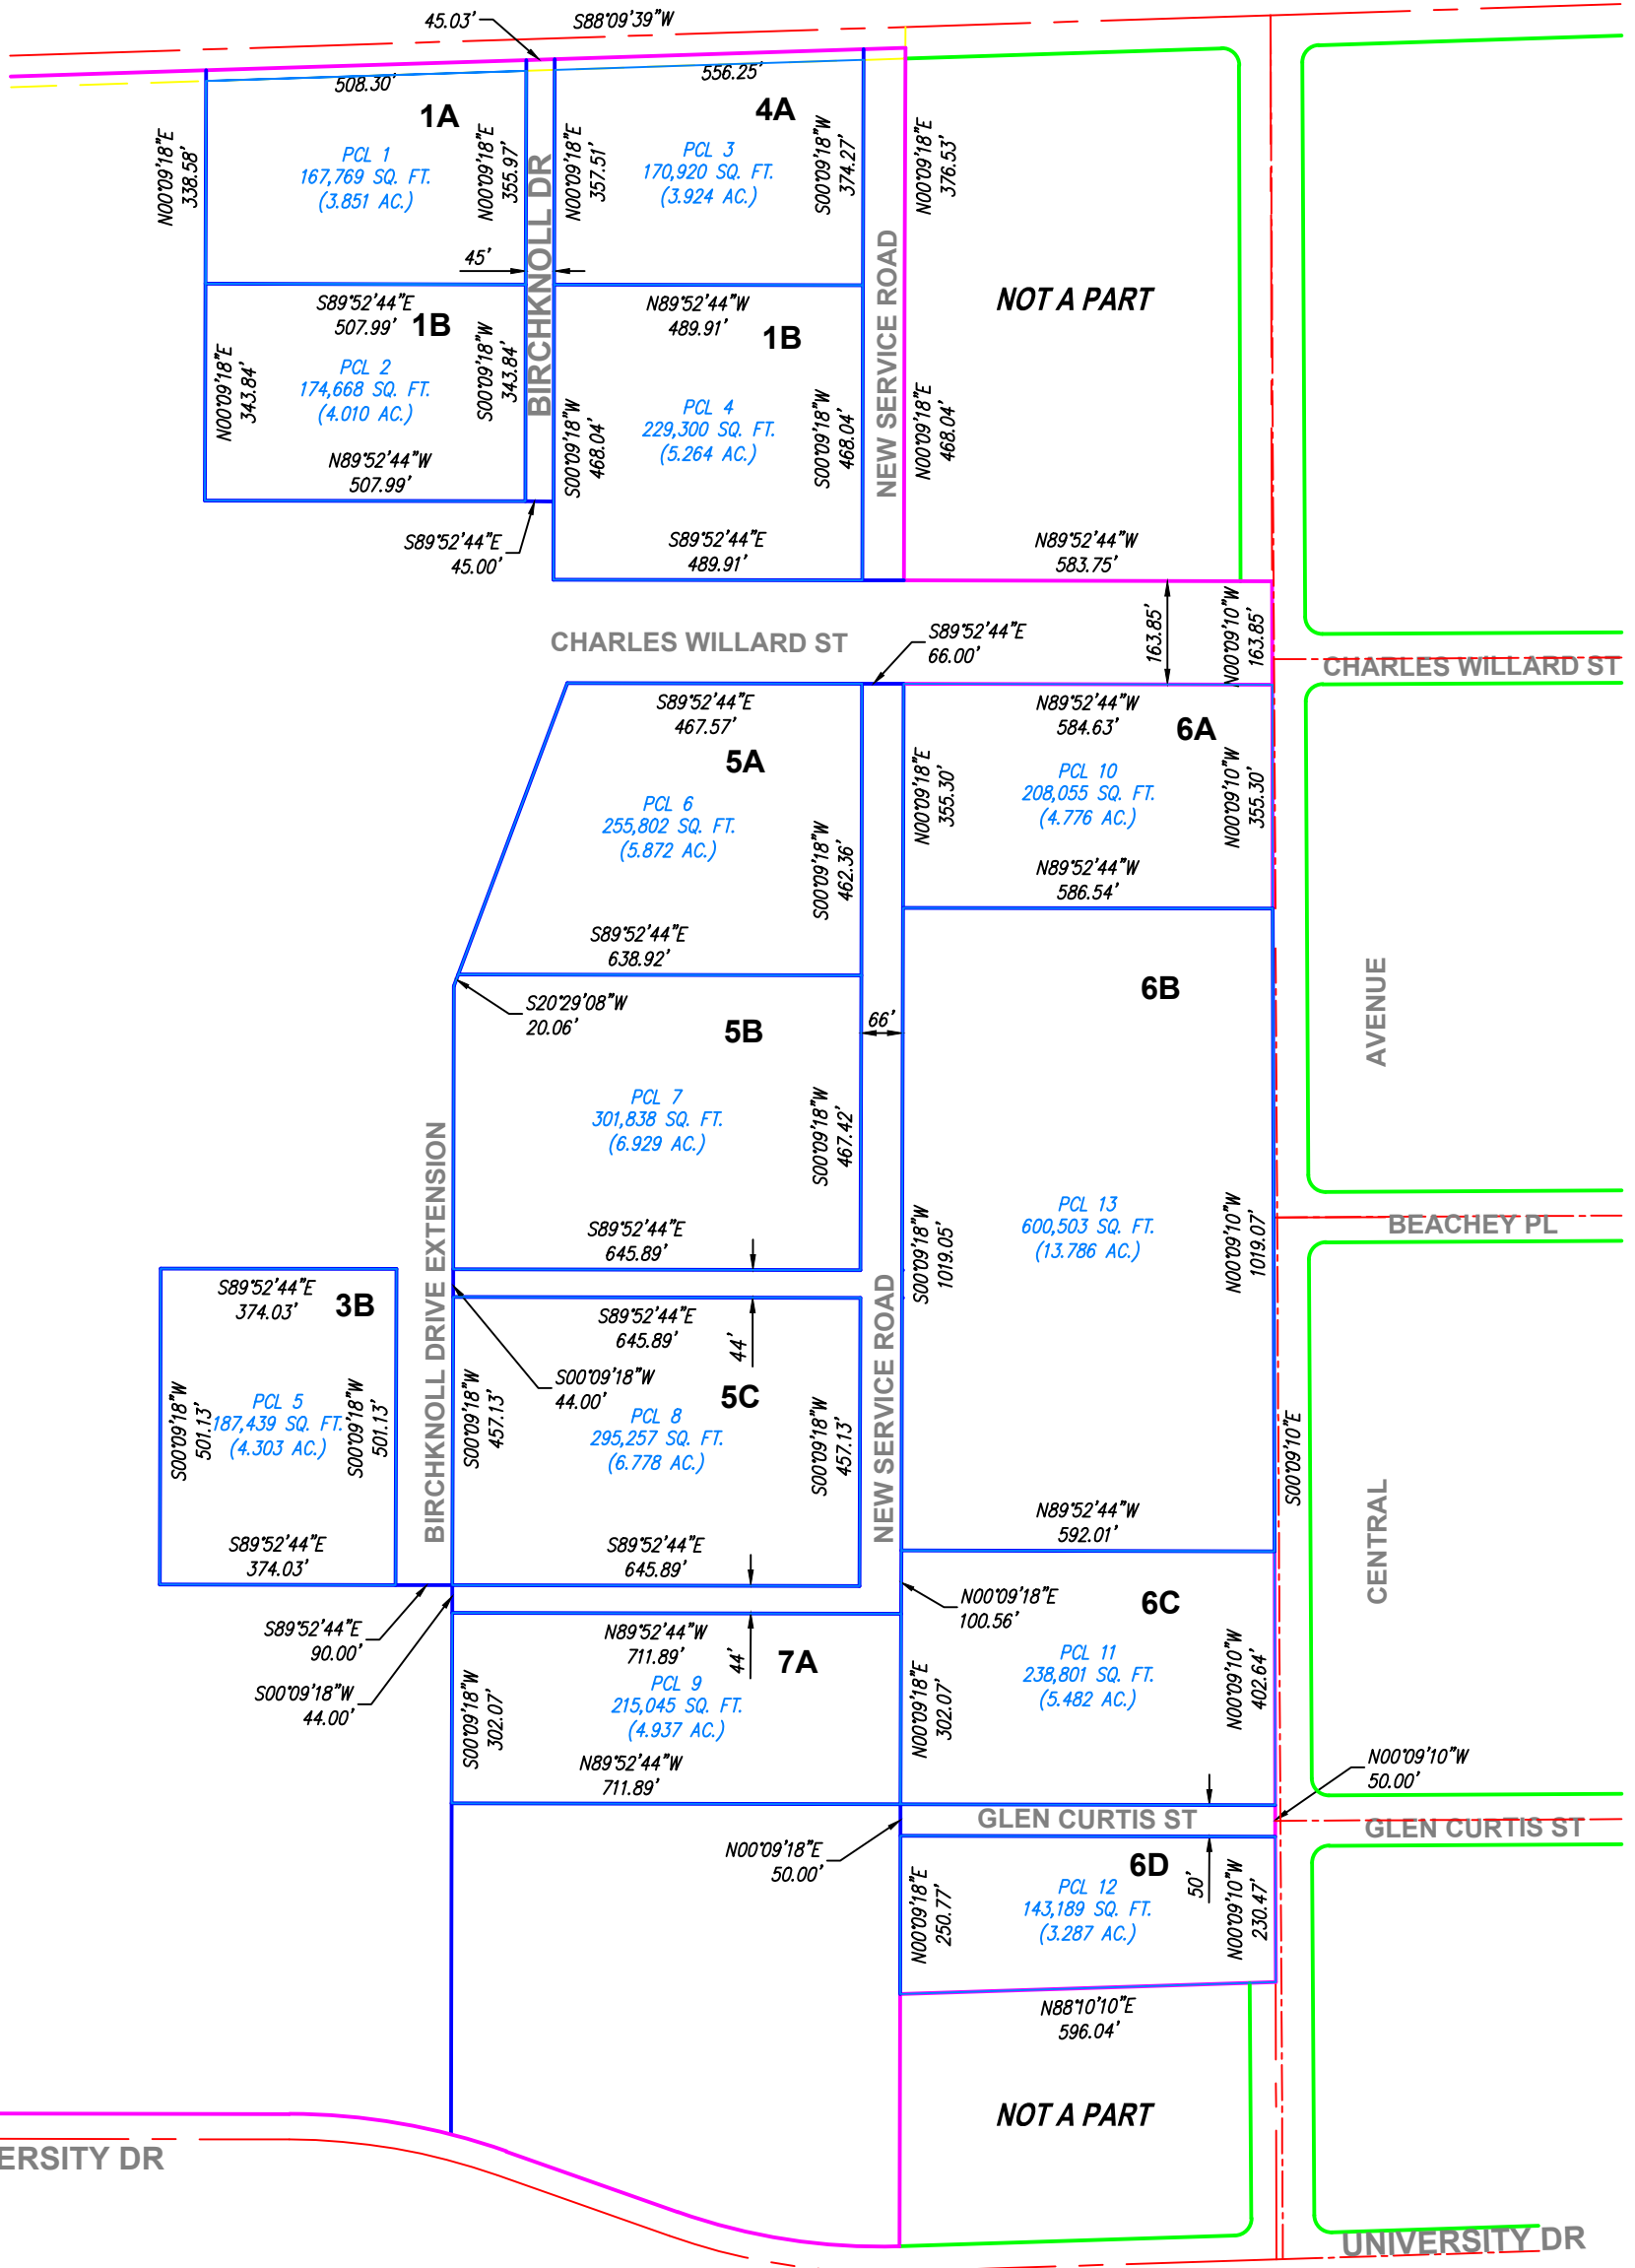 45.03'
S88°09'39"W
508.30'
556.25'
1A
4A
N00°09'18"E
338.58'
PCL 1
167,769 SQ. FT.
(3.851 AC.)
N00°09'18"E
355.97'
BIRCHKNOLL DR
N00°09'18"E
357.51'
PCL 3
170,920 SQ. FT.
(3.924 AC.)
S00°09'18"W
374.27'
N00°09'18"E
376.53'
45'
NEW SERVICE ROAD
NOT A PART
S89°52'44"E
507.99'
1B
N89°52'44"W
489.91'
1B
N00°09'18"E
343.84'
PCL 2
174,668 SQ. FT.
(4.010 AC.)
S00°09'18"W
343.84'
S00°09'18"W
468.04'
PCL 4
229,300 SQ. FT.
(5.264 AC.)
S00°09'18"W
468.04'
N00°09'18"E
468.04'
N89°52'44"W
507.99'
S89°52'44"E
45.00'
S89°52'44"E
489.91'
N89°52'44"W
583.75'
CHARLES WILLARD ST
S89°52'44"E
66.00'
163.85'
N00°09'10"W
163.85'
CHARLES WILLARD ST
S89°52'44"E
467.57'
5A
N89°52'44"W
584.63'
6A
PCL 6
255,802 SQ. FT.
(5.872 AC.)
S00°09'18"W
462.36'
N00°09'18"E
355.30'
PCL 10
208,055 SQ. FT.
(4.776 AC.)
N00°09'10"W
355.30'
N89°52'44"W
586.54'
S89°52'44"E
638.92'
S20°29'08"W
20.06'
5B
66'
6B
AVENUE
PCL 7
301,838 SQ. FT.
(6.929 AC.)
S00°09'18"W
467.42'
BIRCHKNOLL DRIVE EXTENSION
S89°52'44"E
645.89'
S00°09'18"W
1019.05'
PCL 13
600,503 SQ. FT.
(13.786 AC.)
N00°09'10"W
1019.07'
BEACHEY PL
S89°52'44"E
374.03'
3B
S89°52'44"E
645.89'
44'
NEW SERVICE ROAD
S00°09'18"W
44.00'
5C
S00°09'18"W
501.13'
PCL 5
187,439 SQ. FT.
(4.303 AC.)
S00°09'18"W
501.13'
S00°09'18"W
457.13'
PCL 8
295,257 SQ. FT.
(6.778 AC.)
S00°09'18"W
457.13'
S00°09'10"E
CENTRAL
S89°52'44"E
374.03'
S89°52'44"E
645.89'
N89°52'44"W
592.01'
S89°52'44"E
90.00'
S00°09'18"W
44.00'
N89°52'44"W
711.89'
44'
7A
N00°09'18"E
100.56'
6C
S00°09'18"W
302.07'
PCL 9
215,045 SQ. FT.
(4.937 AC.)
N00°09'18"E
302.07'
PCL 11
238,801 SQ. FT.
(5.482 AC.)
N00°09'10"W
402.64'
N89°52'44"W
711.89'
N00°09'10"W
50.00'
GLEN CURTIS ST
GLEN CURTIS ST
N00°09'18"E
50.00'
6D
N00°09'18"E
250.77'
PCL 12
143,189 SQ. FT.
(3.287 AC.)
50'
N00°09'10"W
230.47'
N88°10'10"E
596.04'
NOT A PART
ERSITY DR
UNIVERSITY DR